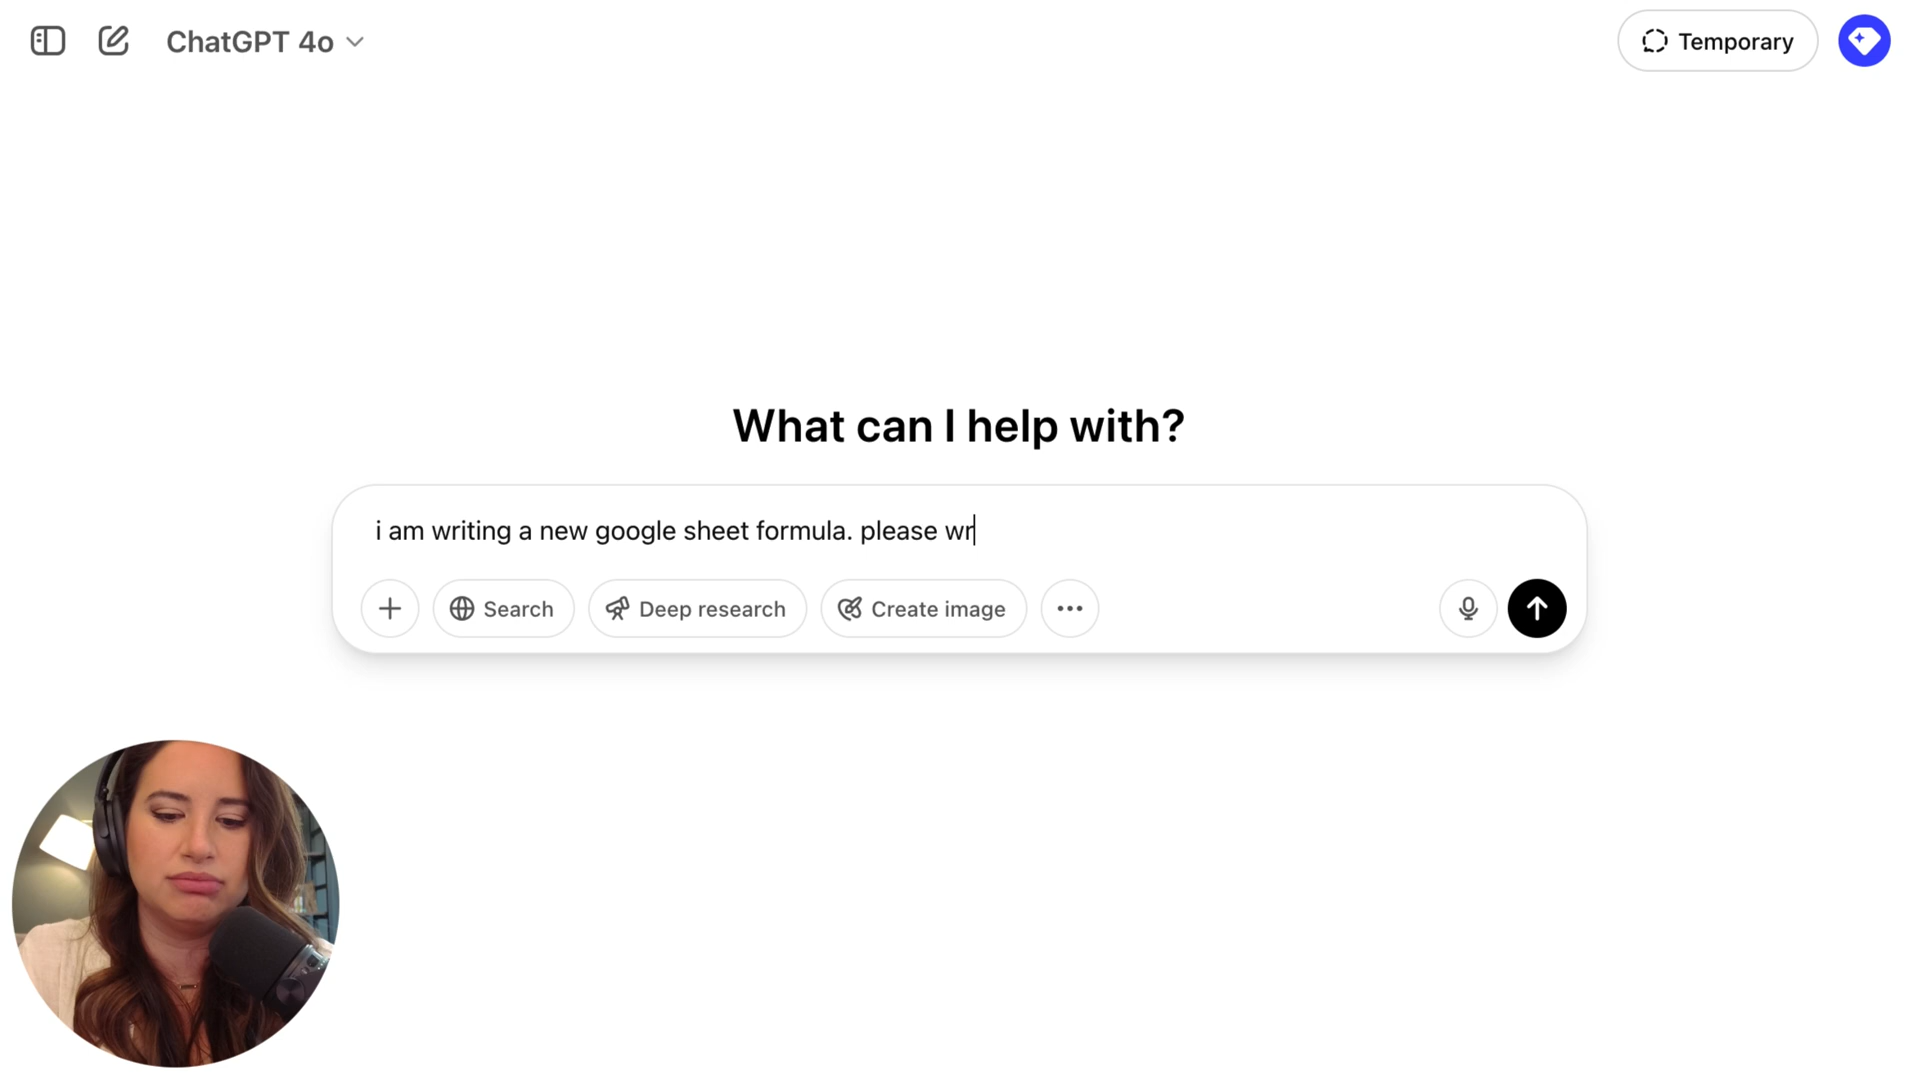 ChatGPT 4o
Temporary
What can I help with?
i am writing a new google sheet formula. please wr
Search
Deep research
Create image